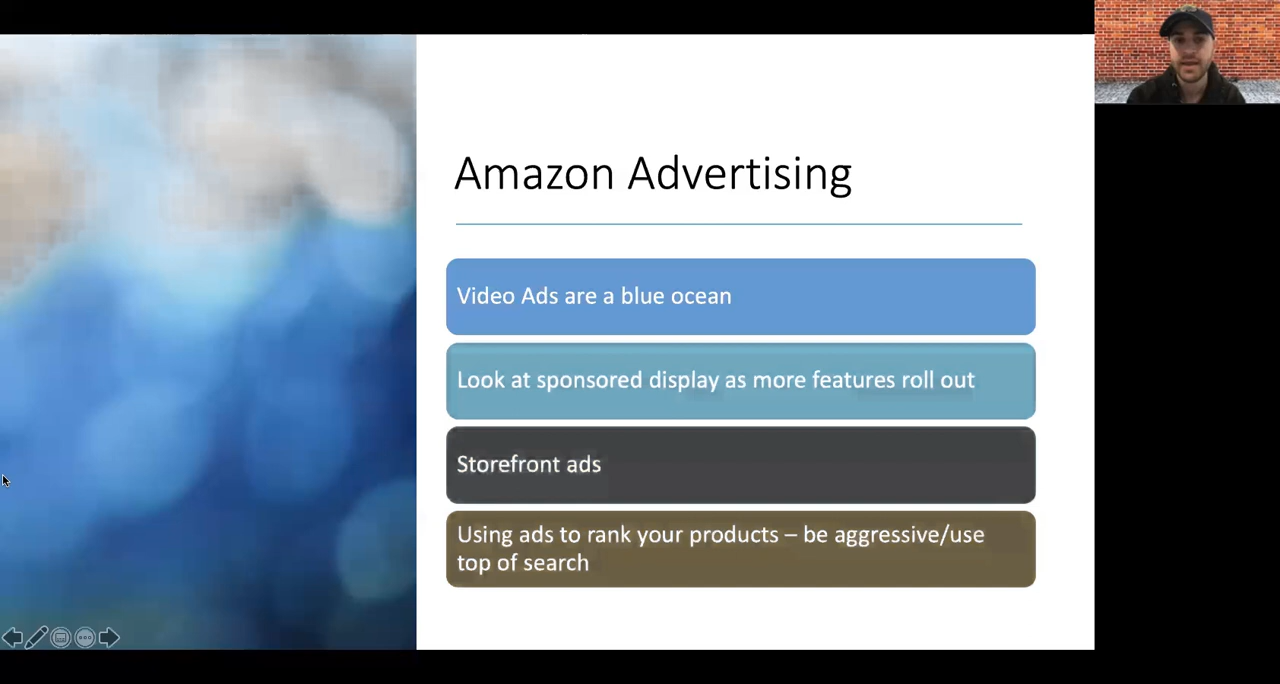 Amazon Advertising
Video Ads are a blue ocean
Look at sponsored display as more features roll out
Storefront ads
Using ads to rank your products – be aggressive/use
top of search